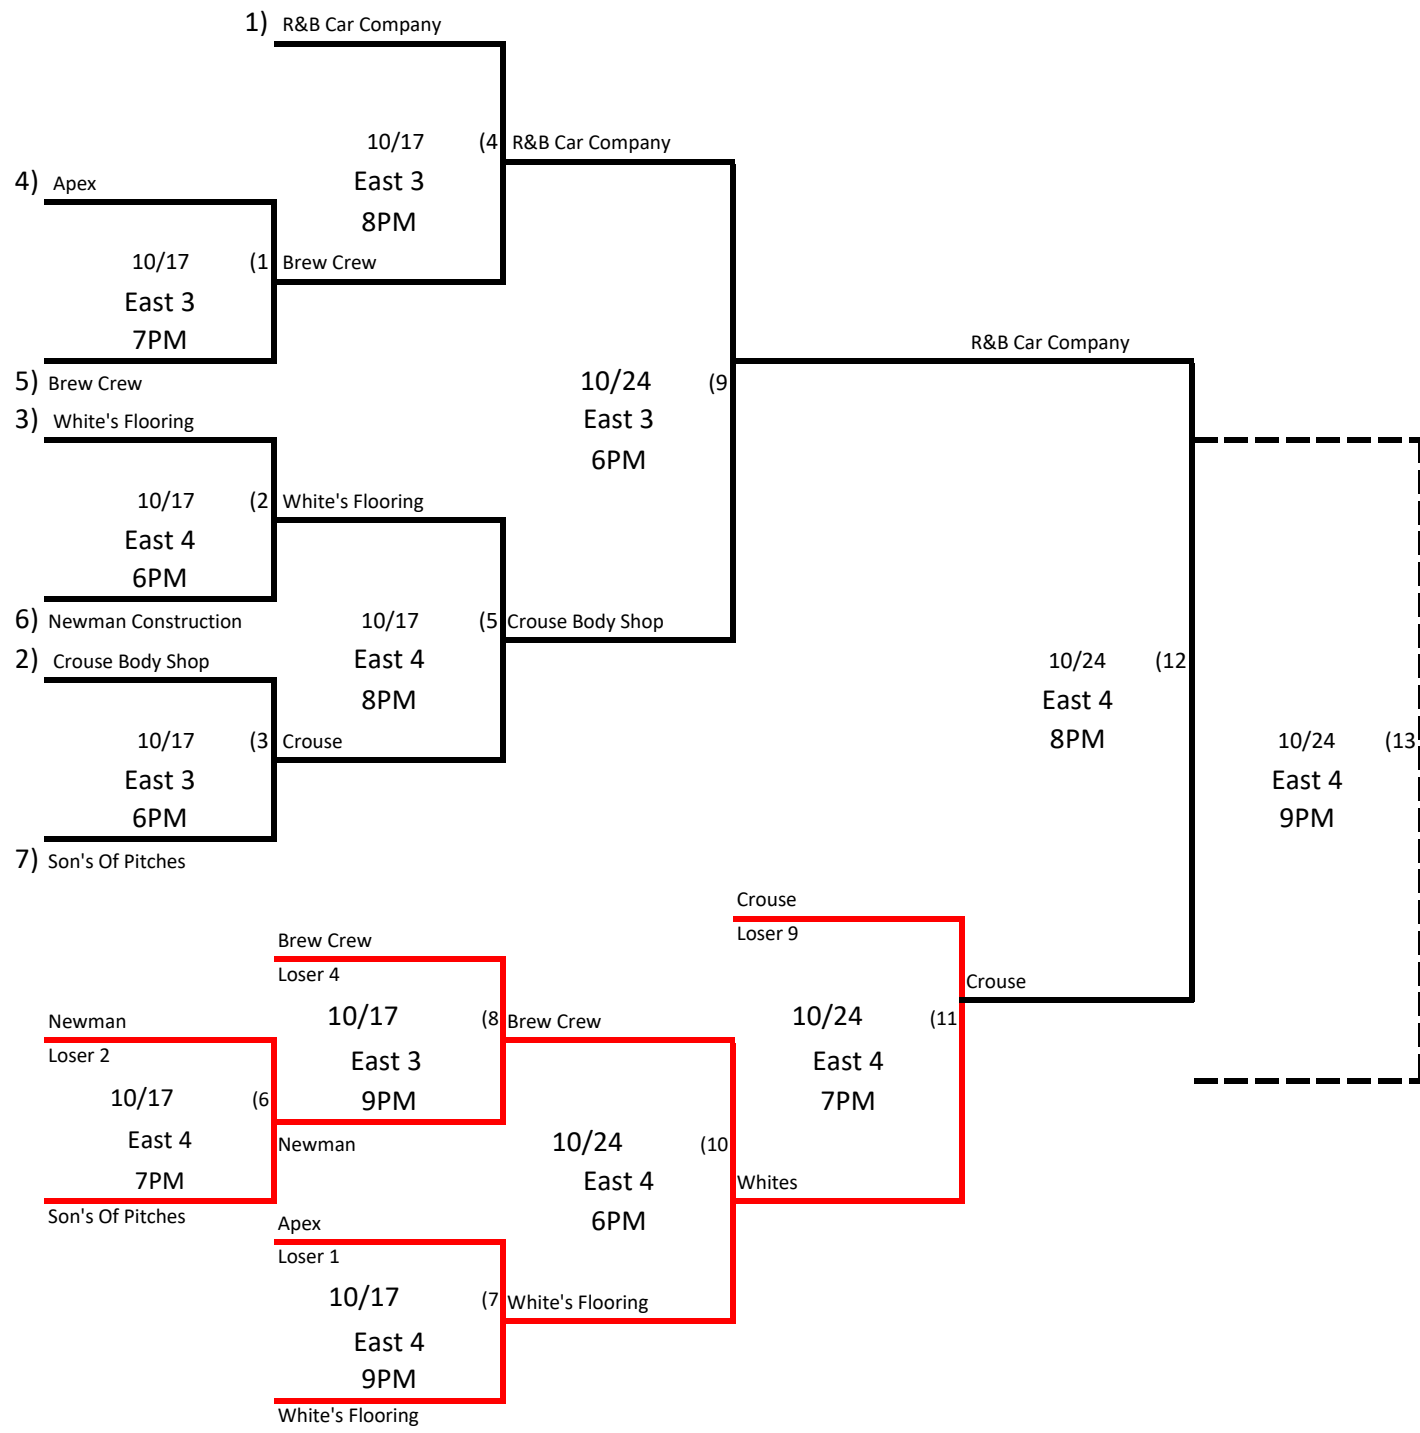 1) R&B Car Company
10/17 (4 R&B Car Company
East 3
8PM
4) Apex
10/17 (1 Brew Crew
East 3
7PM
5) Brew Crew
R&B Car Company
10/24 (9
East 3
6PM
3) White's Flooring
10/17 (2 White's Flooring
East 4
6PM
6) Newman Construction
10/17 (5 Crouse Body Shop
East 4
8PM
2) Crouse Body Shop
10/17 (3 Crouse
East 3
6PM
7) Son's Of Pitches
10/24 (12
East 4
8PM
10/24 (13
East 4
9PM
Crouse
Loser 9
10/24 (11 Crouse
East 4
7PM
Brew Crew
Loser 4
10/17 (8 Brew Crew
East 3
9PM
Newman
Loser 2
10/17 (6
East 4
7PM
Newman
Son's Of Pitches
10/24 (10
East 4
6PM
Whites
Apex
Loser 1
10/17 (7 White's Flooring
East 4
9PM
White's Flooring